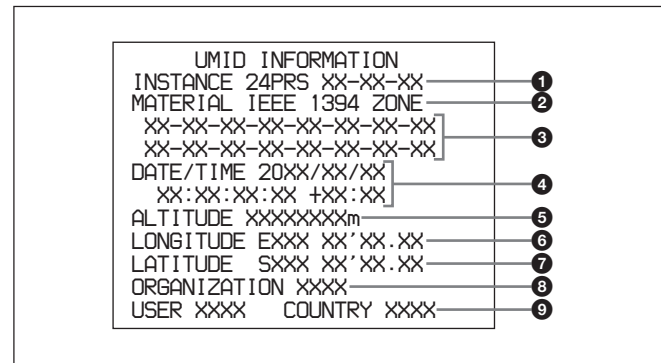 UMID INFORMATION
INSTANCE 24PRS XX-XX-XX 1
MATERIAL IEEE 1394 ZONE 2
XX-XX-XX-XX-XX-XX-XX-XX
XX-XX-XX-XX-XX-XX-XX-XX 3
DATE/TIME 20XX/XX/XX
XX:XX:XX:XX +XX:XX 4
ALTITUDE XXXXXXXXm 5
LONGITUDE EXXX XX'XX.XX 6
LATITUDE SXXX XX'XX.XX 7
ORGANIZATION XXXX 8
USER XXXX COUNTRY XXXX 9